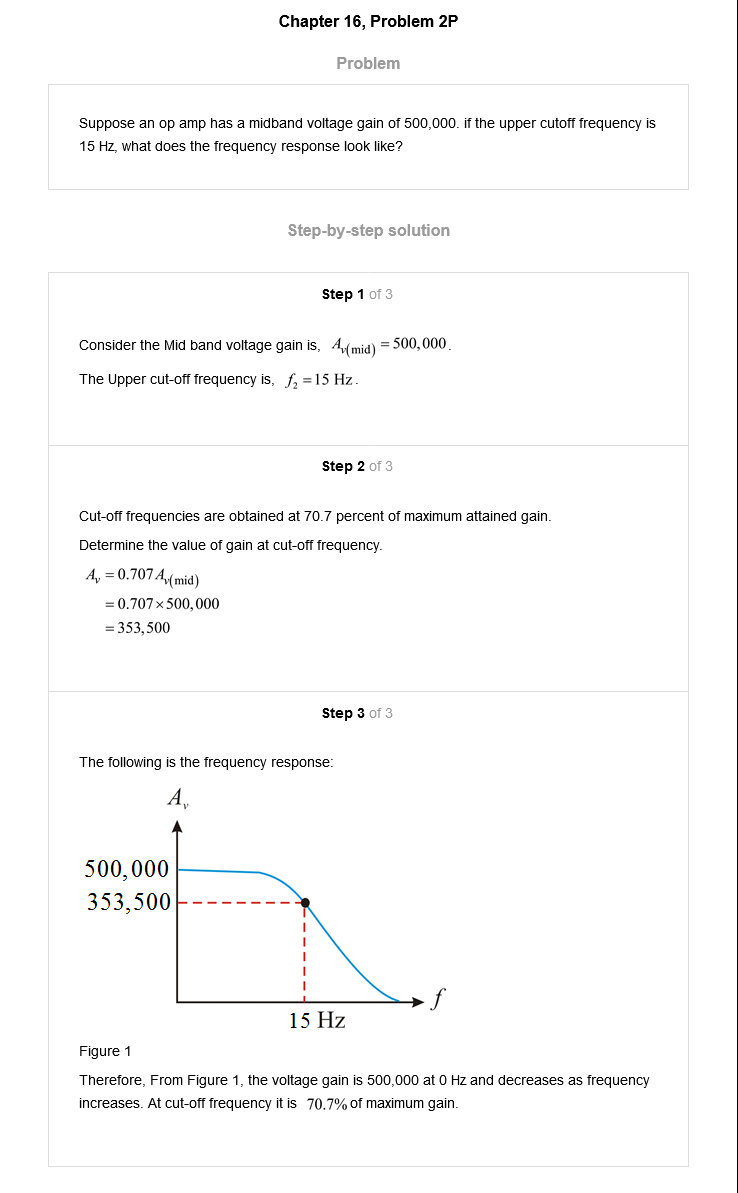 Chapter 16, Problem 2P
Problem
Suppose an op amp has a midband voltage gain of 500,000. if the upper cutoff frequency is
15 Hz, what does the frequency response look like?
Step-by-step solution
Step 1 of 3
Consider the Mid band voltage gain is, A_v(mid) = 500,000.
The Upper cut-off frequency is, f_2 = 15 Hz.
Step 2 of 3
Cut-off frequencies are obtained at 70.7 percent of maximum attained gain.
Determine the value of gain at cut-off frequency.
A_v = 0.707 A_v(mid)
= 0.707 × 500,000
= 353,500
Step 3 of 3
The following is the frequency response:
A_v
500,000
353,500
f
15 Hz
Figure 1
Therefore, From Figure 1, the voltage gain is 500,000 at 0 Hz and decreases as frequency
increases. At cut-off frequency it is 70.7% of maximum gain.